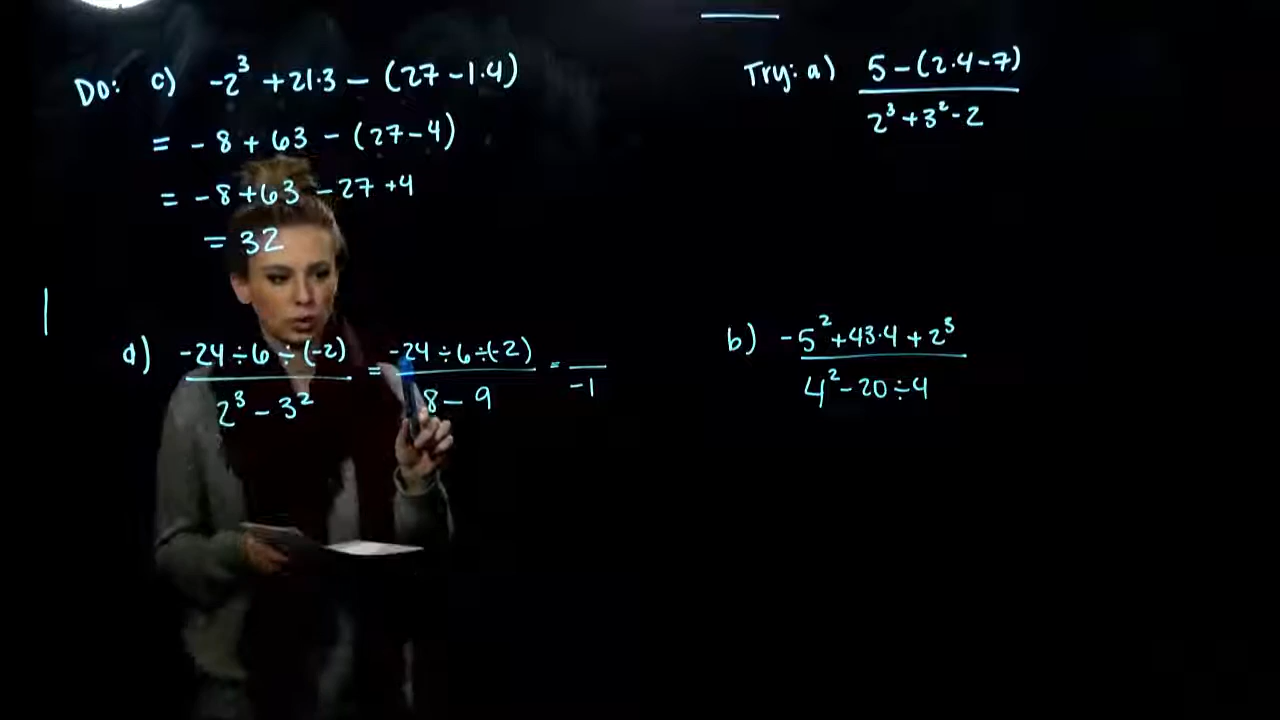 Do: c) -2³ + 21·3 - (27 - 1·4)
= -8 + 63 - (27 - 4)
= -8 + 63 - 27 + 4
= 32
d) -24 ÷ 6 ÷ (-2) / 2³ - 3² = -24 ÷ 6 ÷ (-2) / 8 - 9 = / -1
Try: a) 5 - (2·4 - 7) / 2³ + 3² - 2
b) -5² + 43·4 + 2³ / 4² - 20 ÷ 4